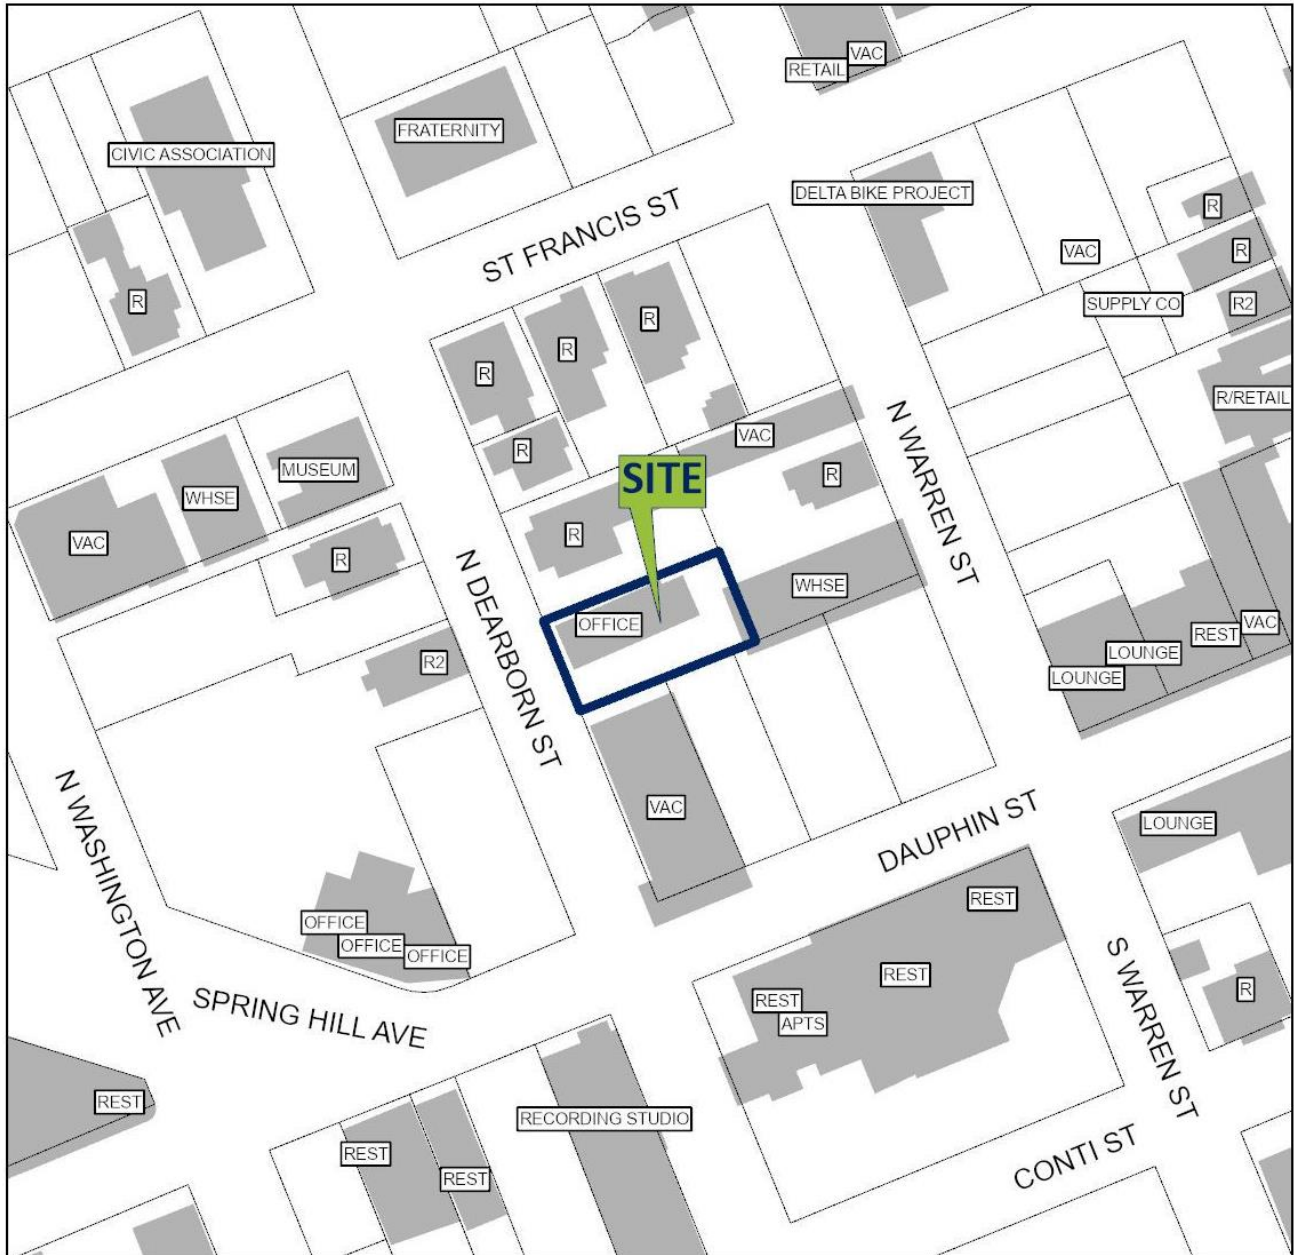 VAC
RETAIL
FRATERNITY
CIVIC ASSOCIATION
DELTA BIKE PROJECT
R
ST FRANCIS ST
VAC
R
R
SUPPLY CO
R2
R
R
R
R
R/RETAIL
N WARREN ST
VAC
R
MUSEUM
SITE
R
WHSE
R
VAC
R
N DEARBORN ST
WHSE
OFFICE
VAC
REST
LOUNGE
LOUNGE
R2
N WASHINGTON AVE
VAC
DAUPHIN ST
LOUNGE
REST
OFFICE
OFFICE
OFFICE
REST
S WARREN ST
R
REST
APTS
SPRING HILL AVE
REST
RECORDING STUDIO
REST
REST
CONTI ST